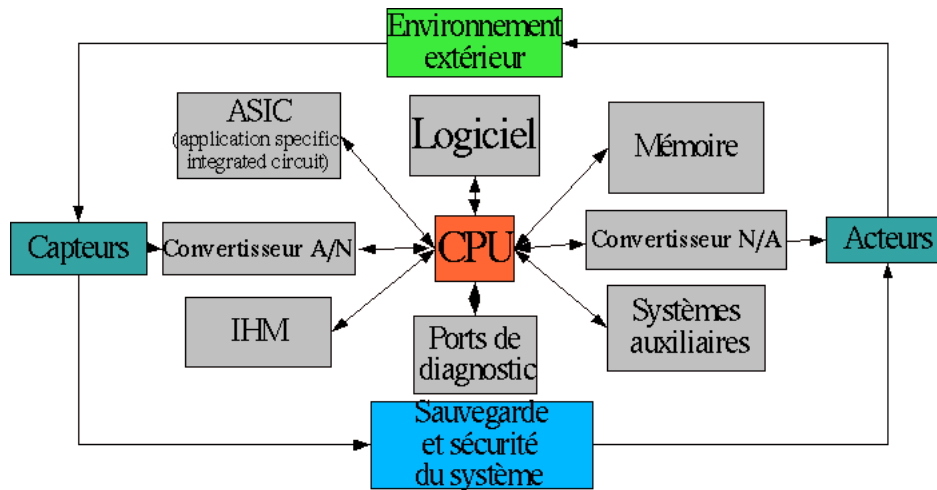 Environnement
extérieur
ASIC
(application specific
integrated circuit)
Logiciel
Mémoire
Capteurs
Convertisseur A/N
CPU
Convertisseur N/A
Acteurs
IHM
Ports de
diagnostic
Systèmes
auxiliaires
Sauvegarde
et sécurité
du système